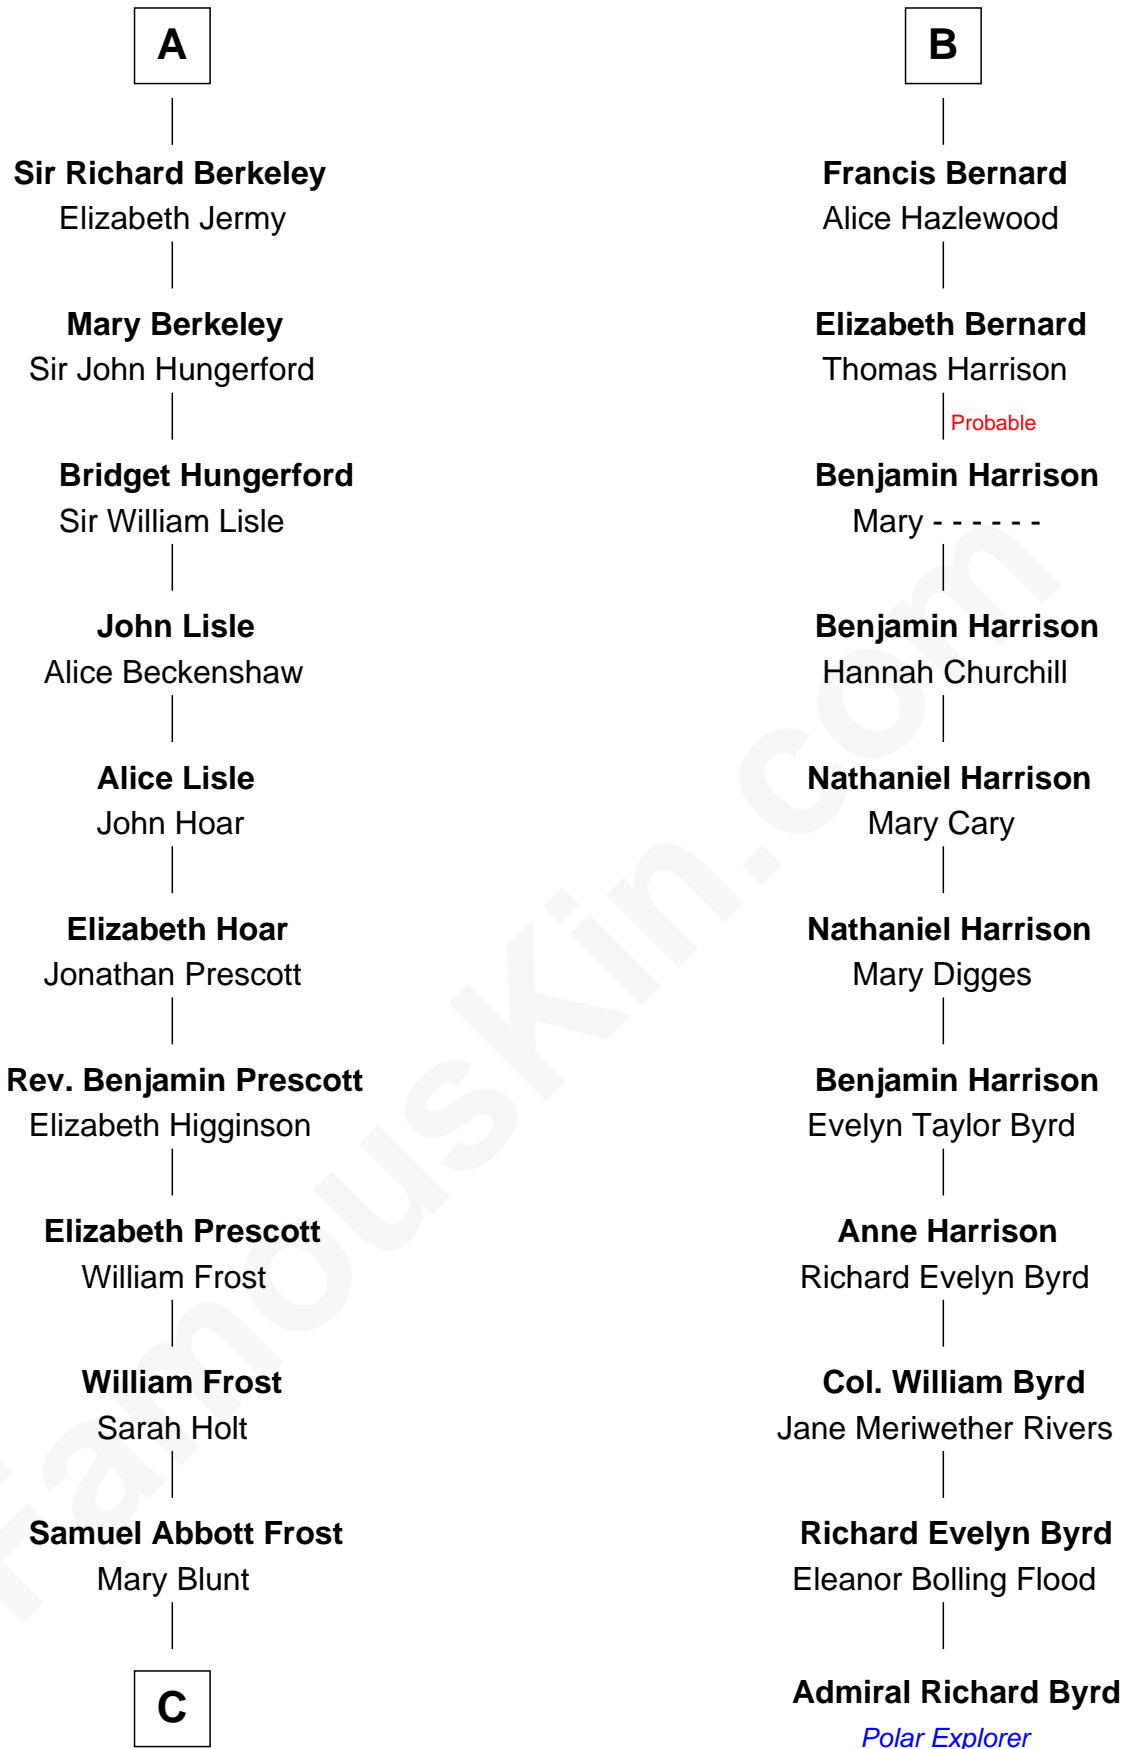 A
Sir Richard Berkeley
Elizabeth Jermy
Mary Berkeley
Sir John Hungerford
Bridget Hungerford
Sir William Lisle
John Lisle
Alice Beckenshaw
Alice Lisle
John Hoar
Elizabeth Hoar
Jonathan Prescott
Rev. Benjamin Prescott
Elizabeth Higginson
Elizabeth Prescott
William Frost
William Frost
Sarah Holt
Samuel Abbott Frost
Mary Blunt
C
B
Francis Bernard
Alice Hazlewood
Elizabeth Bernard
Thomas Harrison
Probable
Benjamin Harrison
Mary - - - - - -
Benjamin Harrison
Hannah Churchill
Nathaniel Harrison
Mary Cary
Nathaniel Harrison
Mary Digges
Benjamin Harrison
Evelyn Taylor Byrd
Anne Harrison
Richard Evelyn Byrd
Col. William Byrd
Jane Meriwether Rivers
Richard Evelyn Byrd
Eleanor Bolling Flood
Admiral Richard Byrd
Polar Explorer
FamousKin.com